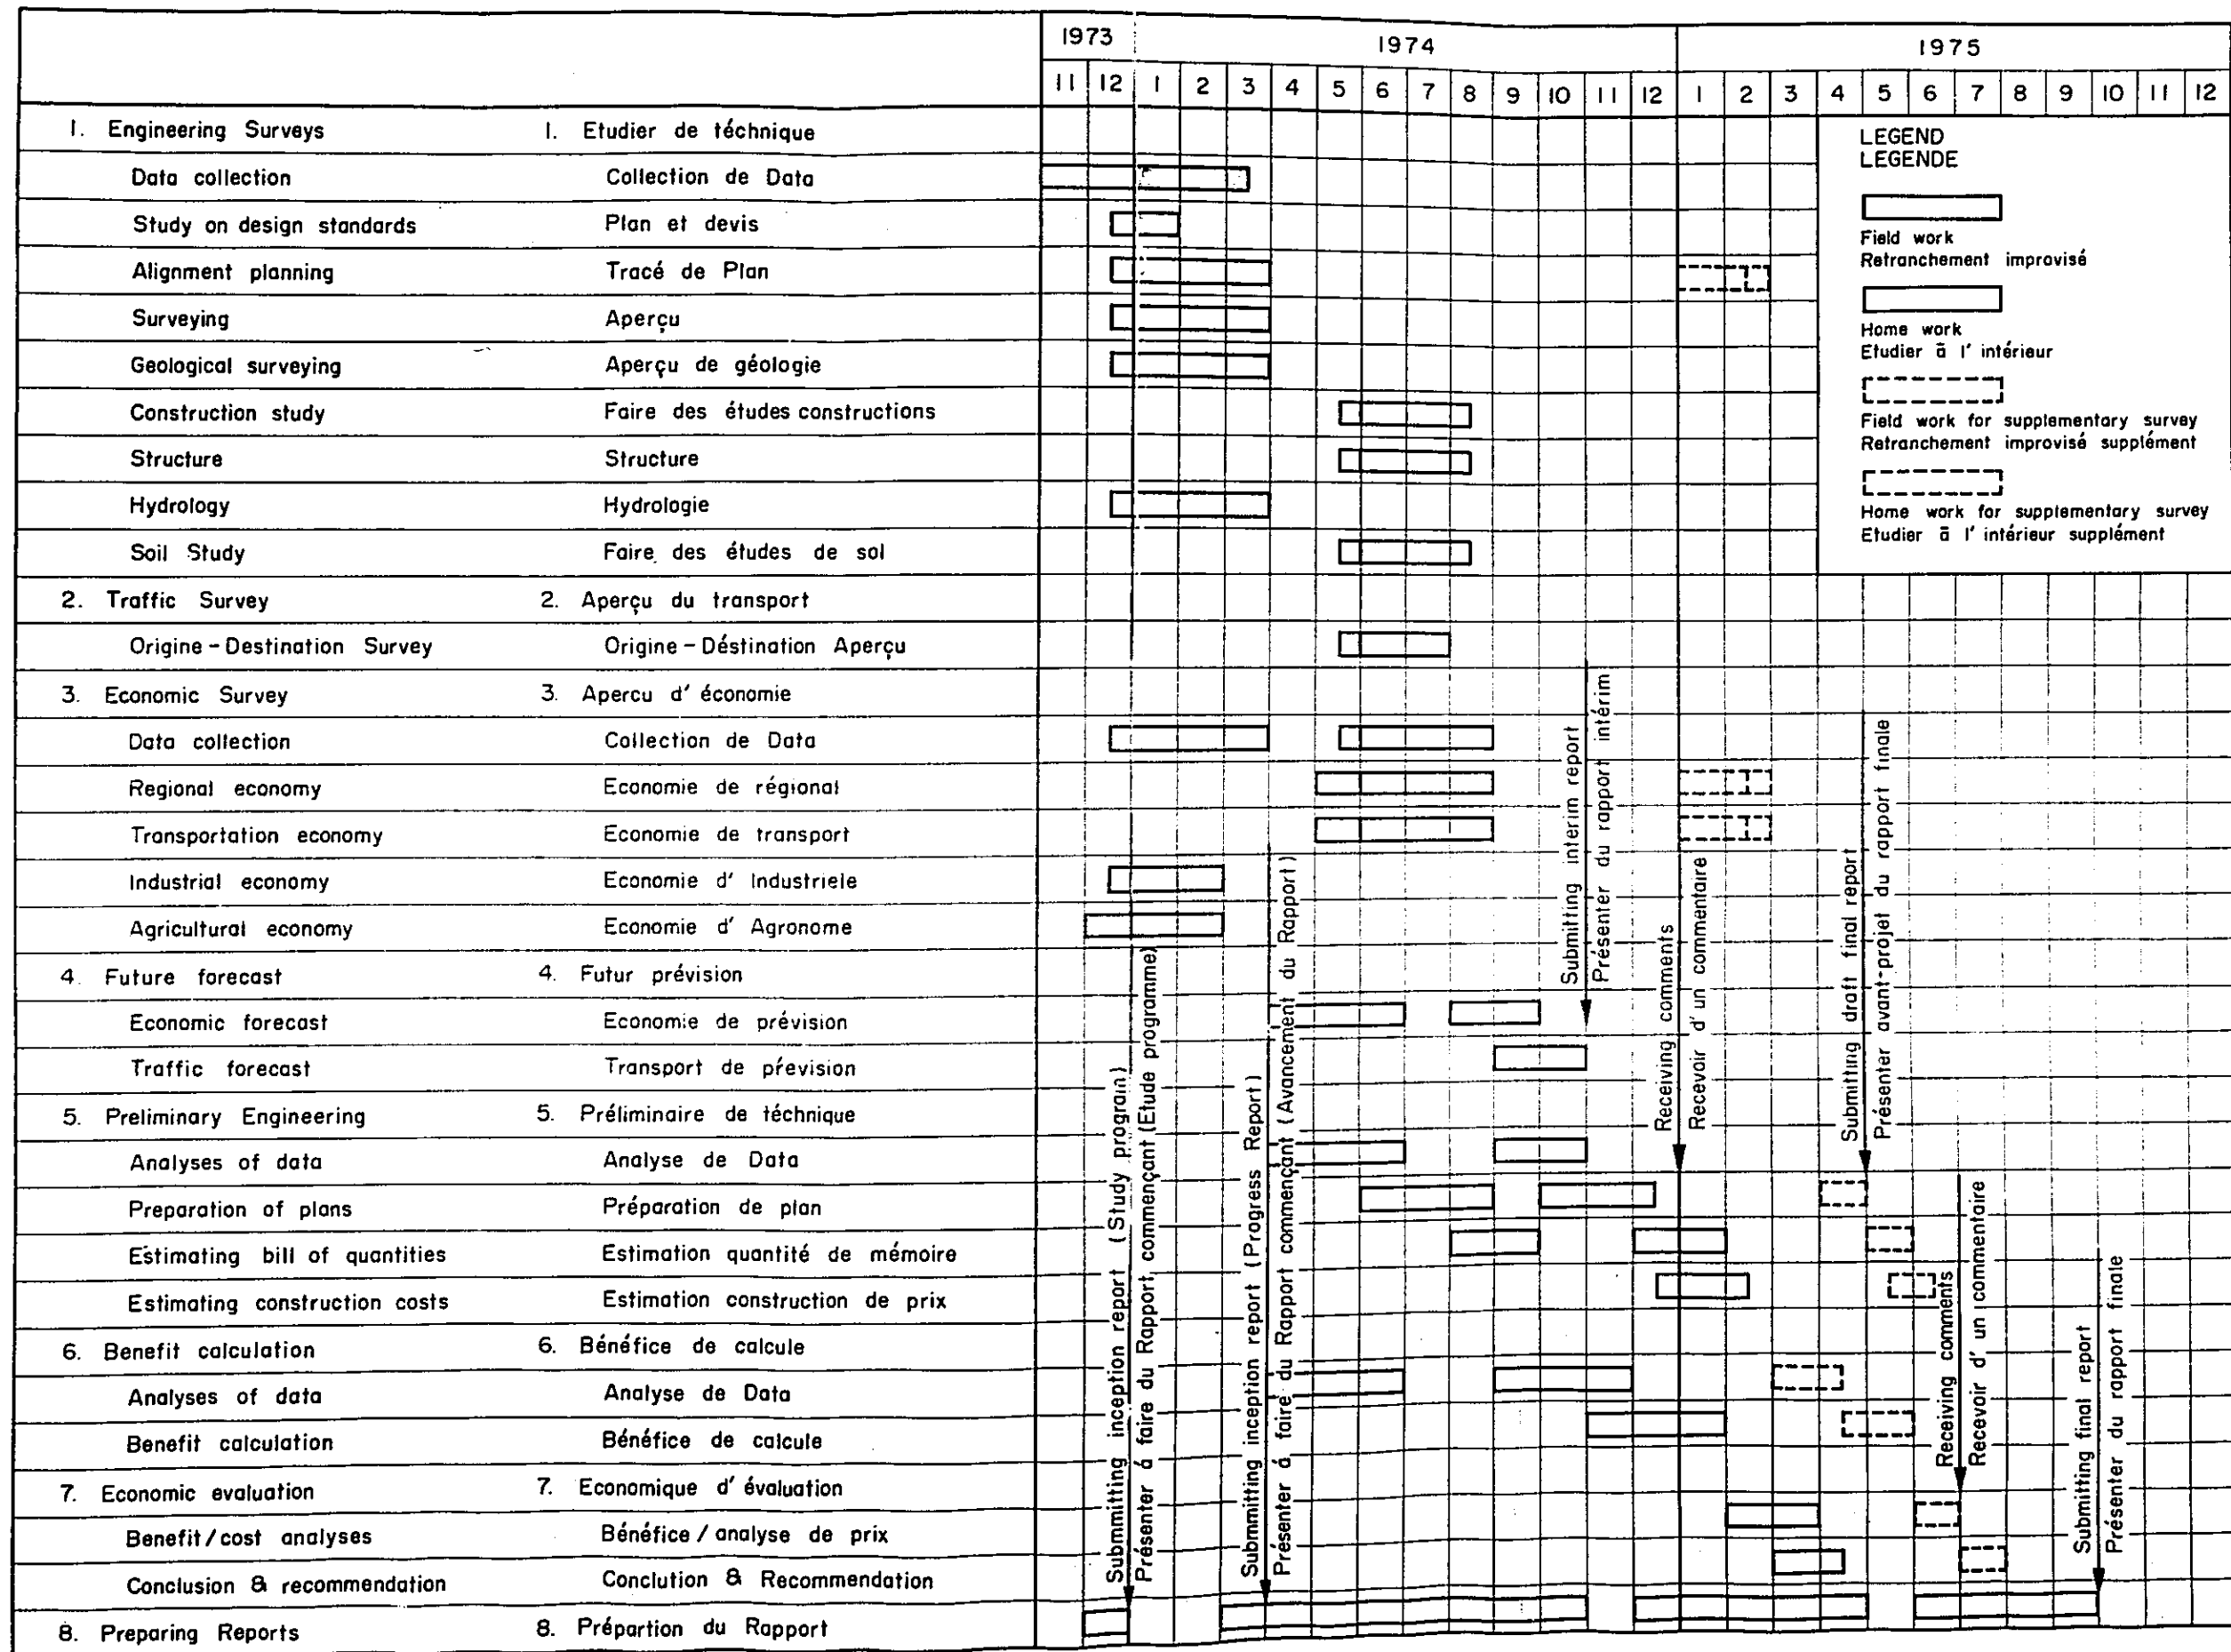 1973 1974 1975
11 12 1 2 3 4 5 6 7 8 9 10 11 12 1 2 3 4 5 6 7 8 9 10 11 12
1. Engineering Surveys 1. Etudier de téchnique
Data collection Collection de Data
Study on design standards Plan et devis
Alignment planning Tracé de Plan
Surveying Aperçu
Geological surveying Aperçu de géologie
Construction study Faire des études constructions
Structure Structure
Hydrology Hydrologie
Soil Study Faire des études de sol
2. Traffic Survey 2. Aperçu du transport
Origine-Destination Survey Origine-Déstination Aperçu
3. Economic Survey 3. Apercu d'économie
Data collection Collection de Data
Regional economy Economie de régional
Transportation economy Economie de transport
Industrial economy Economie d'Industriele
Agricultural economy Economie d'Agronome
4. Future forecast 4. Futur prévision
Economic forecast Economie de prévision
Traffic forecast Transport de prévision
5. Preliminary Engineering 5. Préliminaire de téchnique
Analyses of data Analyse de Data
Preparation of plans Préparation de plan
Estimating bill of quantities Estimation quantité de mémoire
Estimating construction costs Estimation construction de prix
6. Benefit calculation 6. Bénéfice de calcule
Analyses of data Analyse de Data
Benefit calculation Bénéfice de calcule
7. Economic evaluation 7. Economique d'évaluation
Benefit/cost analyses Bénéfice/analyse de prix
Conclusion & recommendation Conclution & Recommendation
8. Preparing Reports 8. Prépartion du Rapport
LEGEND
LEGENDE
Field work
Retranchement improvisé
Home work
Etudier ā l'intérieur
Field work for supplementary survey
Retranchement improvisé supplément
Home work for supplementary survey
Etudier ā l'intérieur supplément
Submmiting inception report (Study prograin)
Présenter á faire du Rapport commençant (Etude programme)
Submmitting inception report (Progress Report)
Présenter á faire du Rapport commençant (Avancement du Rapport)
Submitting interim report
Présenter du rapport intérim
Receiving comments
Recevoir d'un commentaire
Submitting draft final report
Présenter avant-projet du rapport finale
Receiving comments
Recevoir d'un commentaire
Submitting final report
Présenter du rapport finale